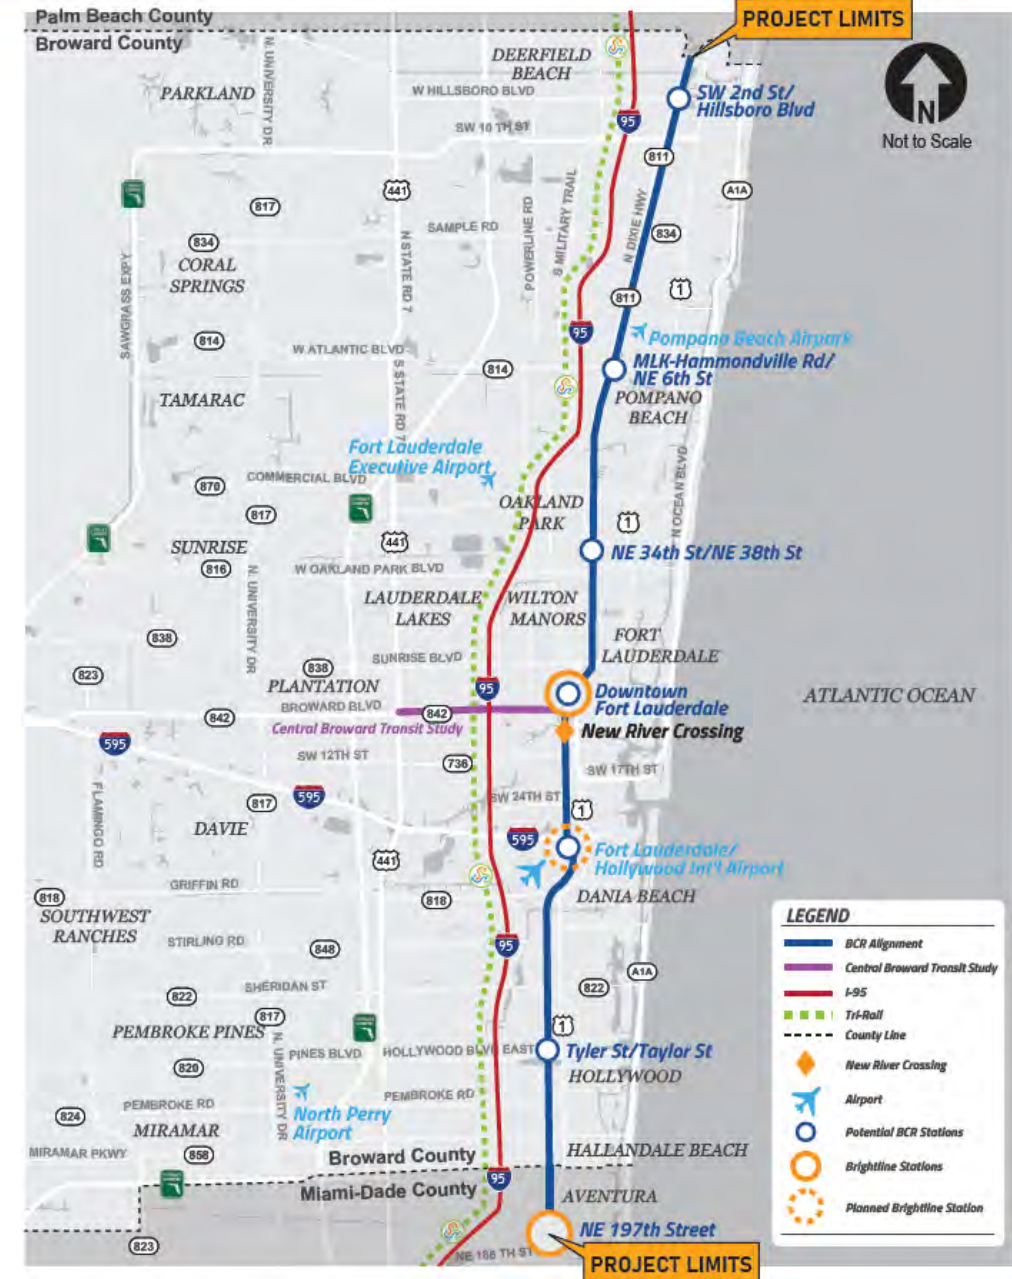 Palm Beach County
Broward County
PROJECT LIMITS
DEERFIELD
BEACH
N. UNIVERSITY DR
PARKLAND
W HILLSBORO BLVD
SW 2nd St/
Hillsboro Blvd
N
Not to Scale
SW 10 TH ST
95
811
441
A1A
817
S MILITARY TRAIL
POWERLINE RD
N DIXIE HWY
SAMPLE RD
834
834
CORAL
SPRINGS
N STATE RD 7
SAWGRASS EXPY
1
811
95
814
Pompano Beach Airpark
W ATLANTIC BLVD
814
MLK-Hammondville Rd/
NE 6th St
S STATE RD 7
TAMARAC
POMPANO
BEACH
Fort Lauderdale
Executive Airport
COMMERCIAL BLVD
870
817
OAKLAND
PARK
N OCEAN BLVD
1
441
SUNRISE
816
NE 34th St/NE 38th St
W OAKLAND PARK BLVD
N. UNIVERSITY DR
LAUDERDALE
LAKES
WILTON
MANORS
838
FORT
LAUDERDALE
SUNRISE BLVD
838
823
PLANTATION
95
Downtown
Fort Lauderdale
ATLANTIC OCEAN
BROWARD BLVD
842
842
Central Broward Transit Study
New River Crossing
595
SW 12TH ST
736
SW 17TH ST
FLAMINGO RD
595
817
SW 24TH ST
1
DAVIE
595
441
Fort Lauderdale/
Hollywood Int'l Airport
GRIFFIN RD
818
818
DANIA BEACH
SOUTHWEST
RANCHES
STIRLING RD
848
95
A1A
SHERIDAN ST
822
822
817
PEMBROKE PINES
1
N. UNIVERSITY DR
PINES BLVD
HOLLYWOOD BLVD EAST
Tyler St/Taylor St
820
HOLLYWOOD
PEMBROKE RD
PEMBROKE RD
824
North Perry
Airport
MIRAMAR
MIRAMAR PKWY
858
Broward County
HALLANDALE BEACH
95
Miami-Dade County
AVENTURA
NE 197th Street
823
NE 186 TH ST
PROJECT LIMITS
LEGEND
BCR Alignment
Central Broward Transit Study
I-95
Tri-Rail
County Line
New River Crossing
Airport
Potential BCR Stations
Brightline Stations
Planned Brightline Station